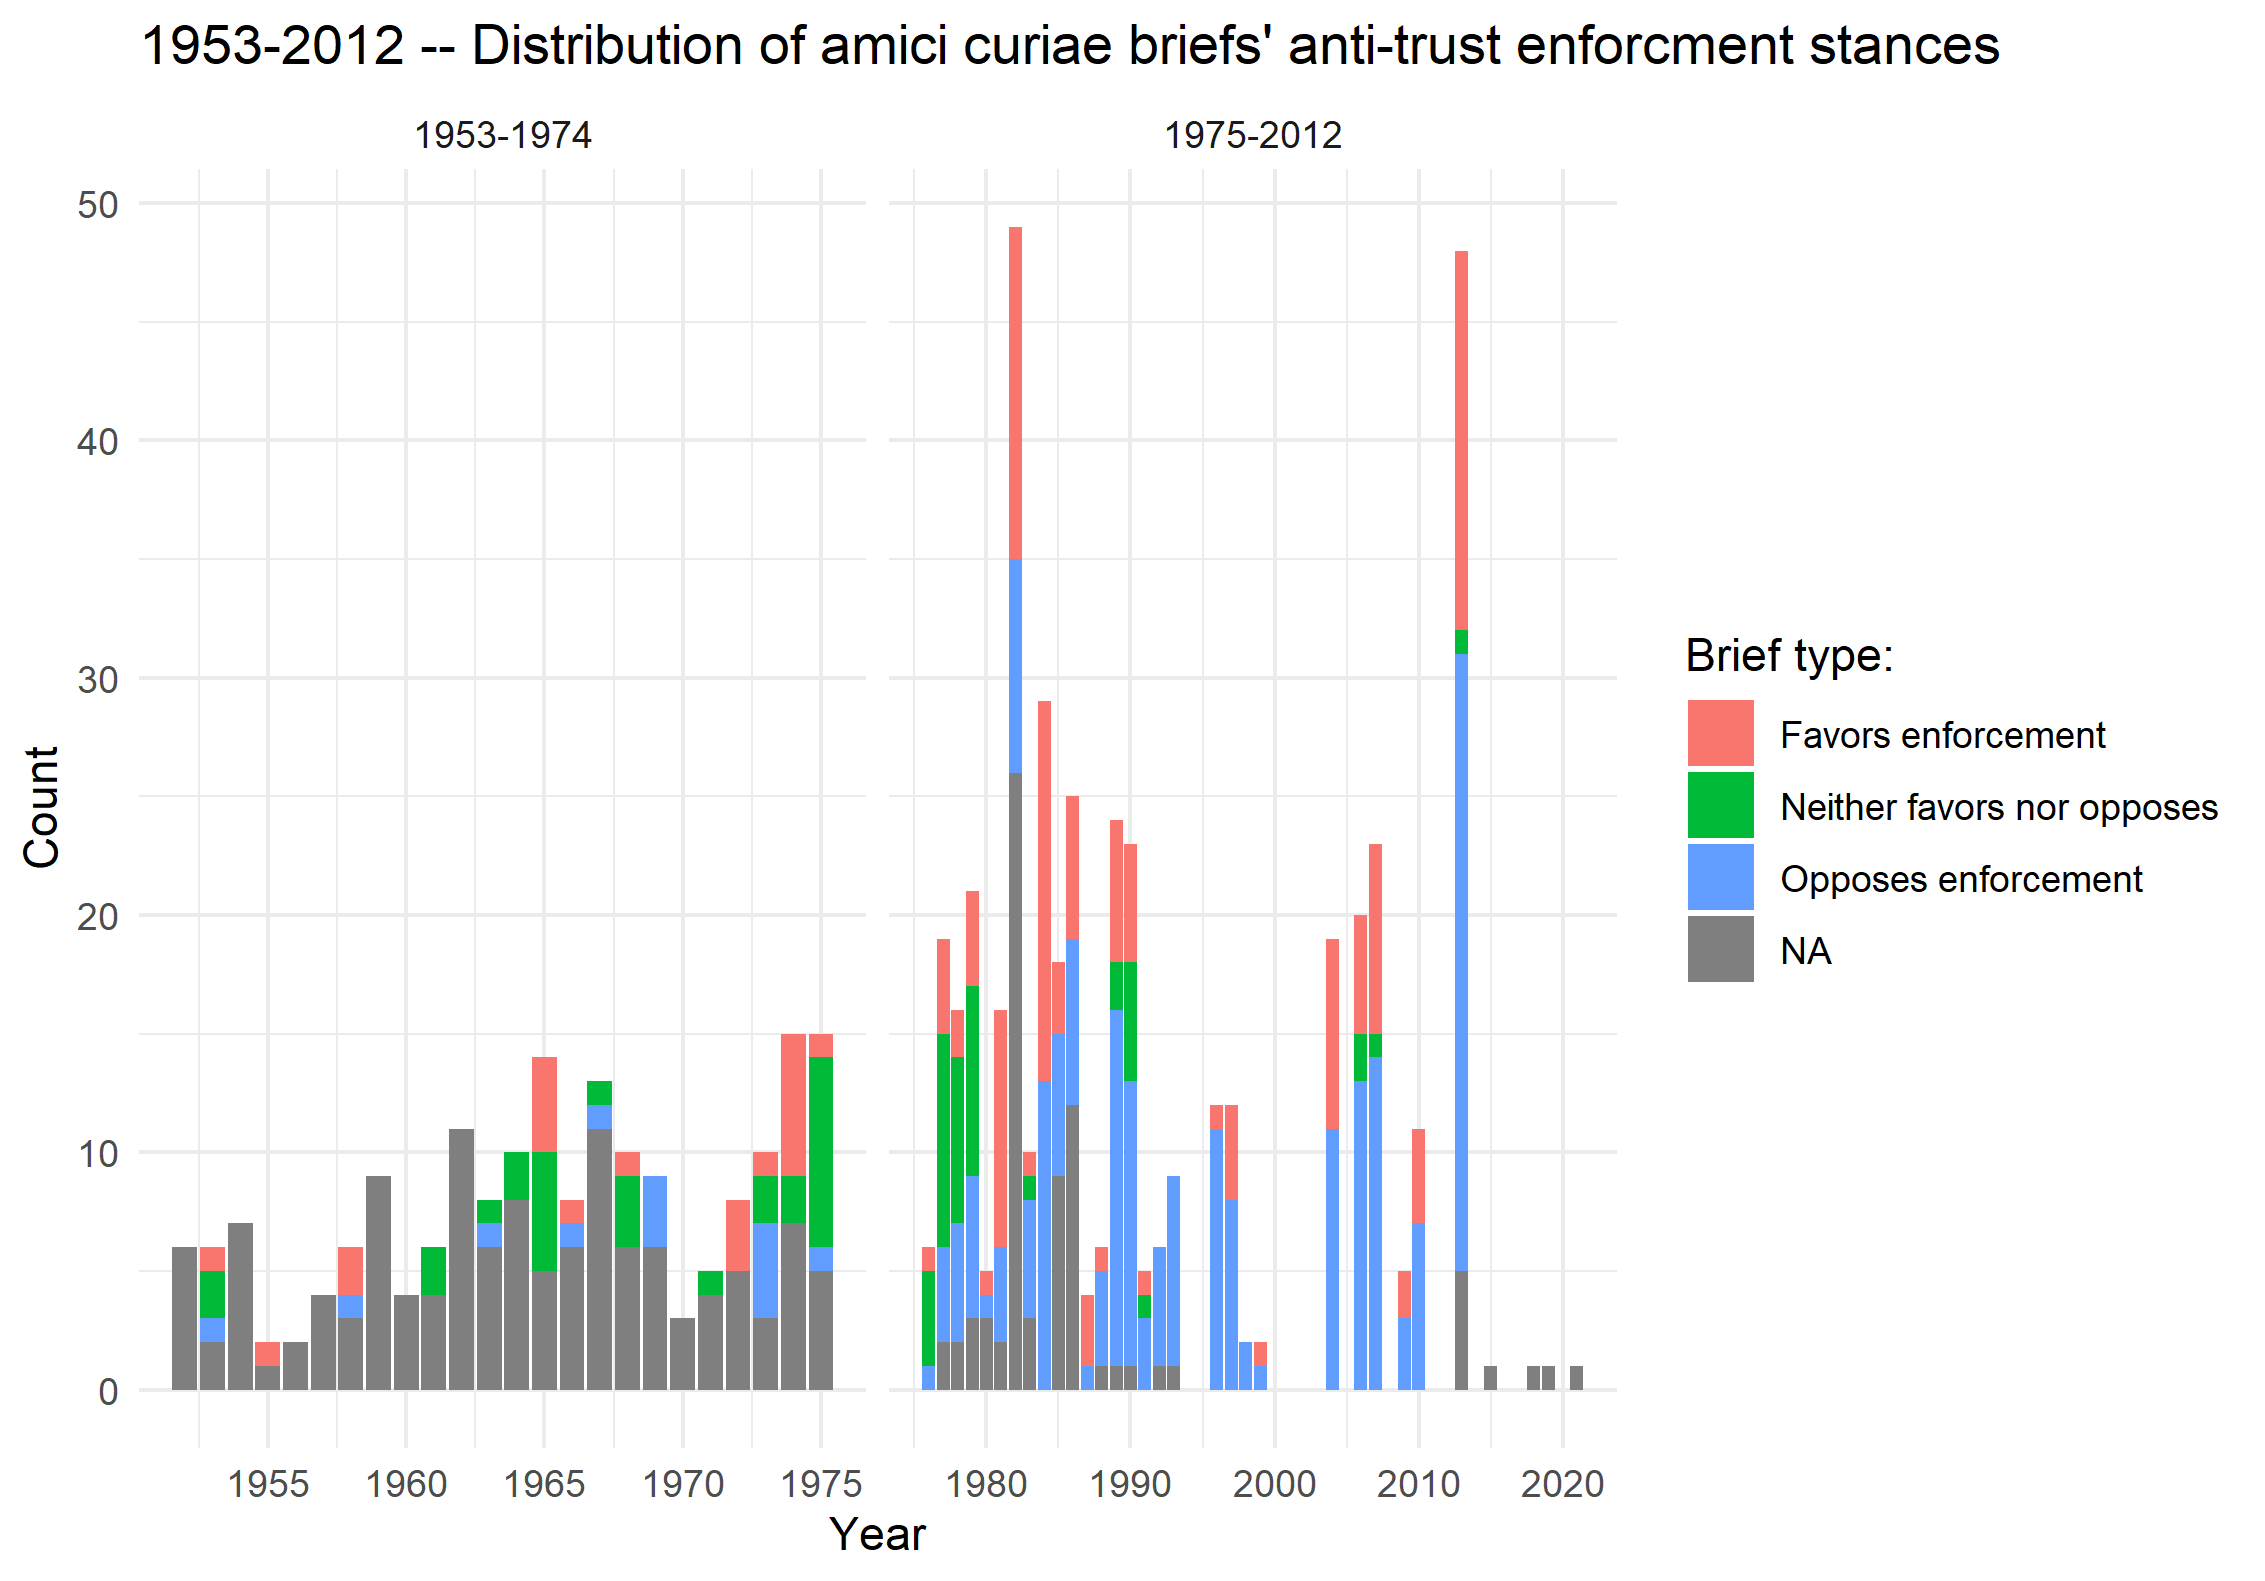 1953-2012 -- Distribution of amici curiae briefs' anti-trust enforcment stances
1953-1974
1975-2012
50
40
30
20
10
0
Count
1955 1960 1965 1970 1975
1980 1990 2000 2010 2020
Year
Brief type:
Favors enforcement
Neither favors nor opposes
Opposes enforcement
NA